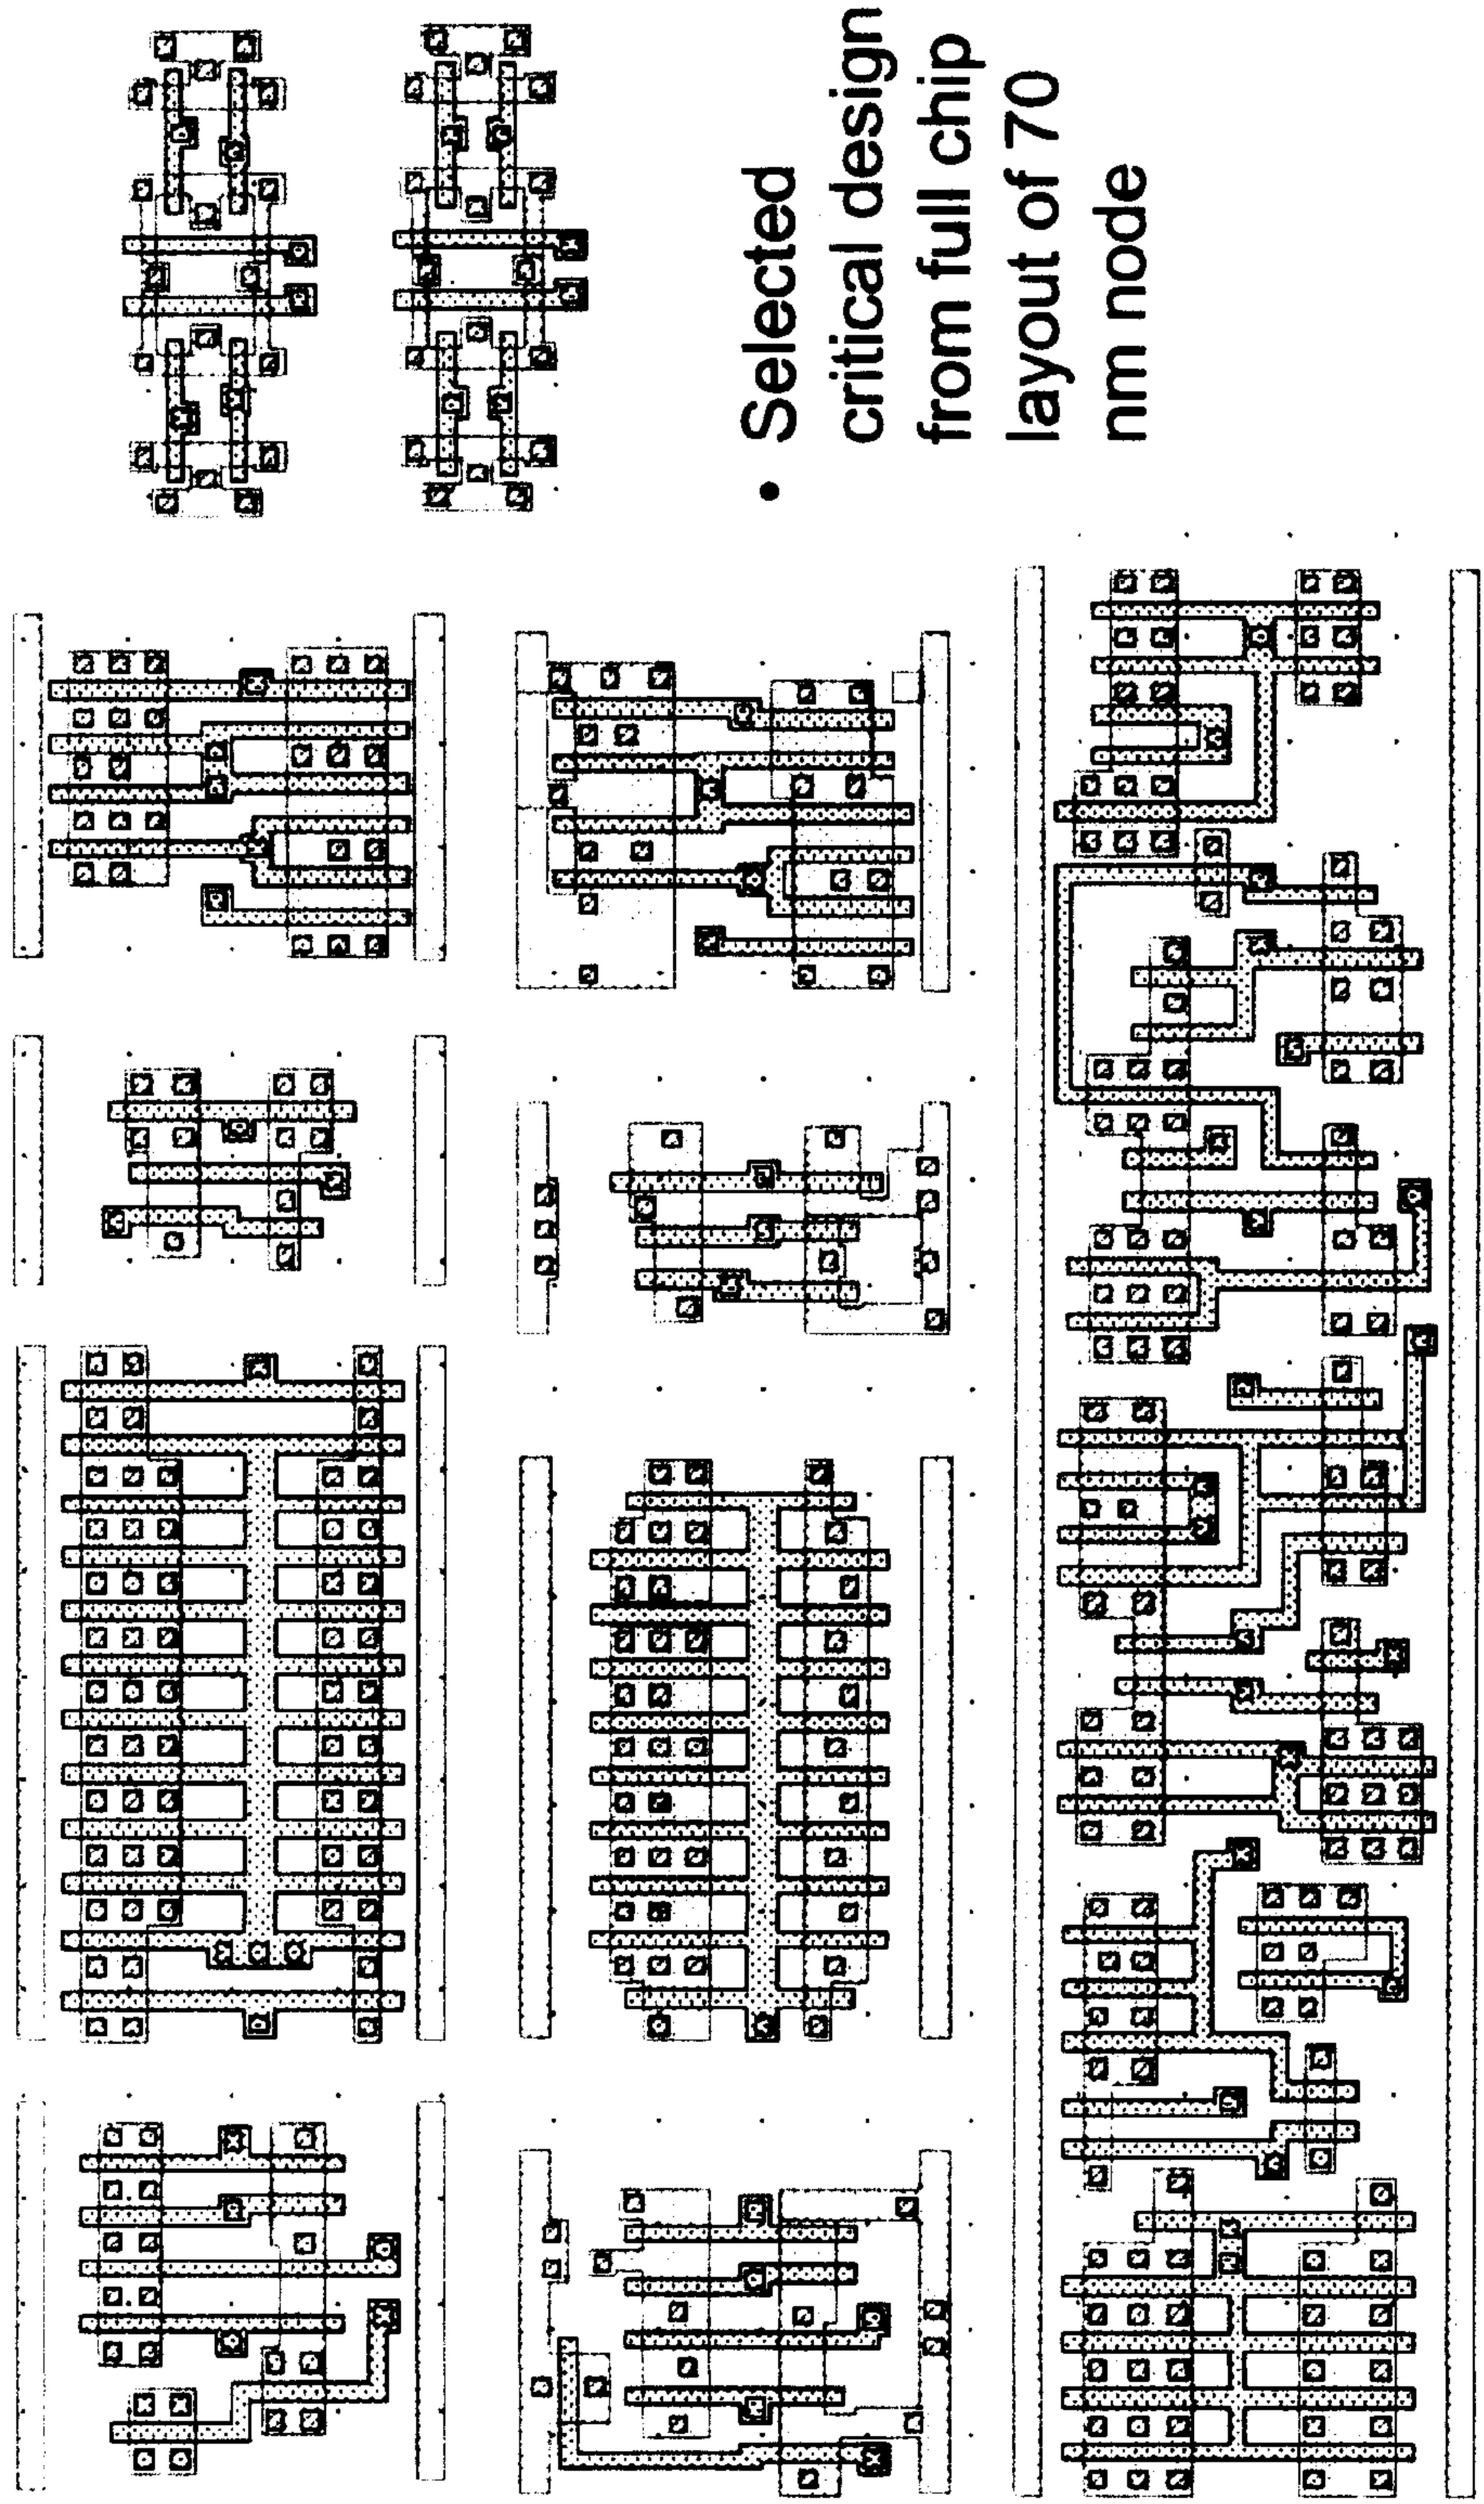 • Selected
critical design
from full chip
layout of 70
nm node